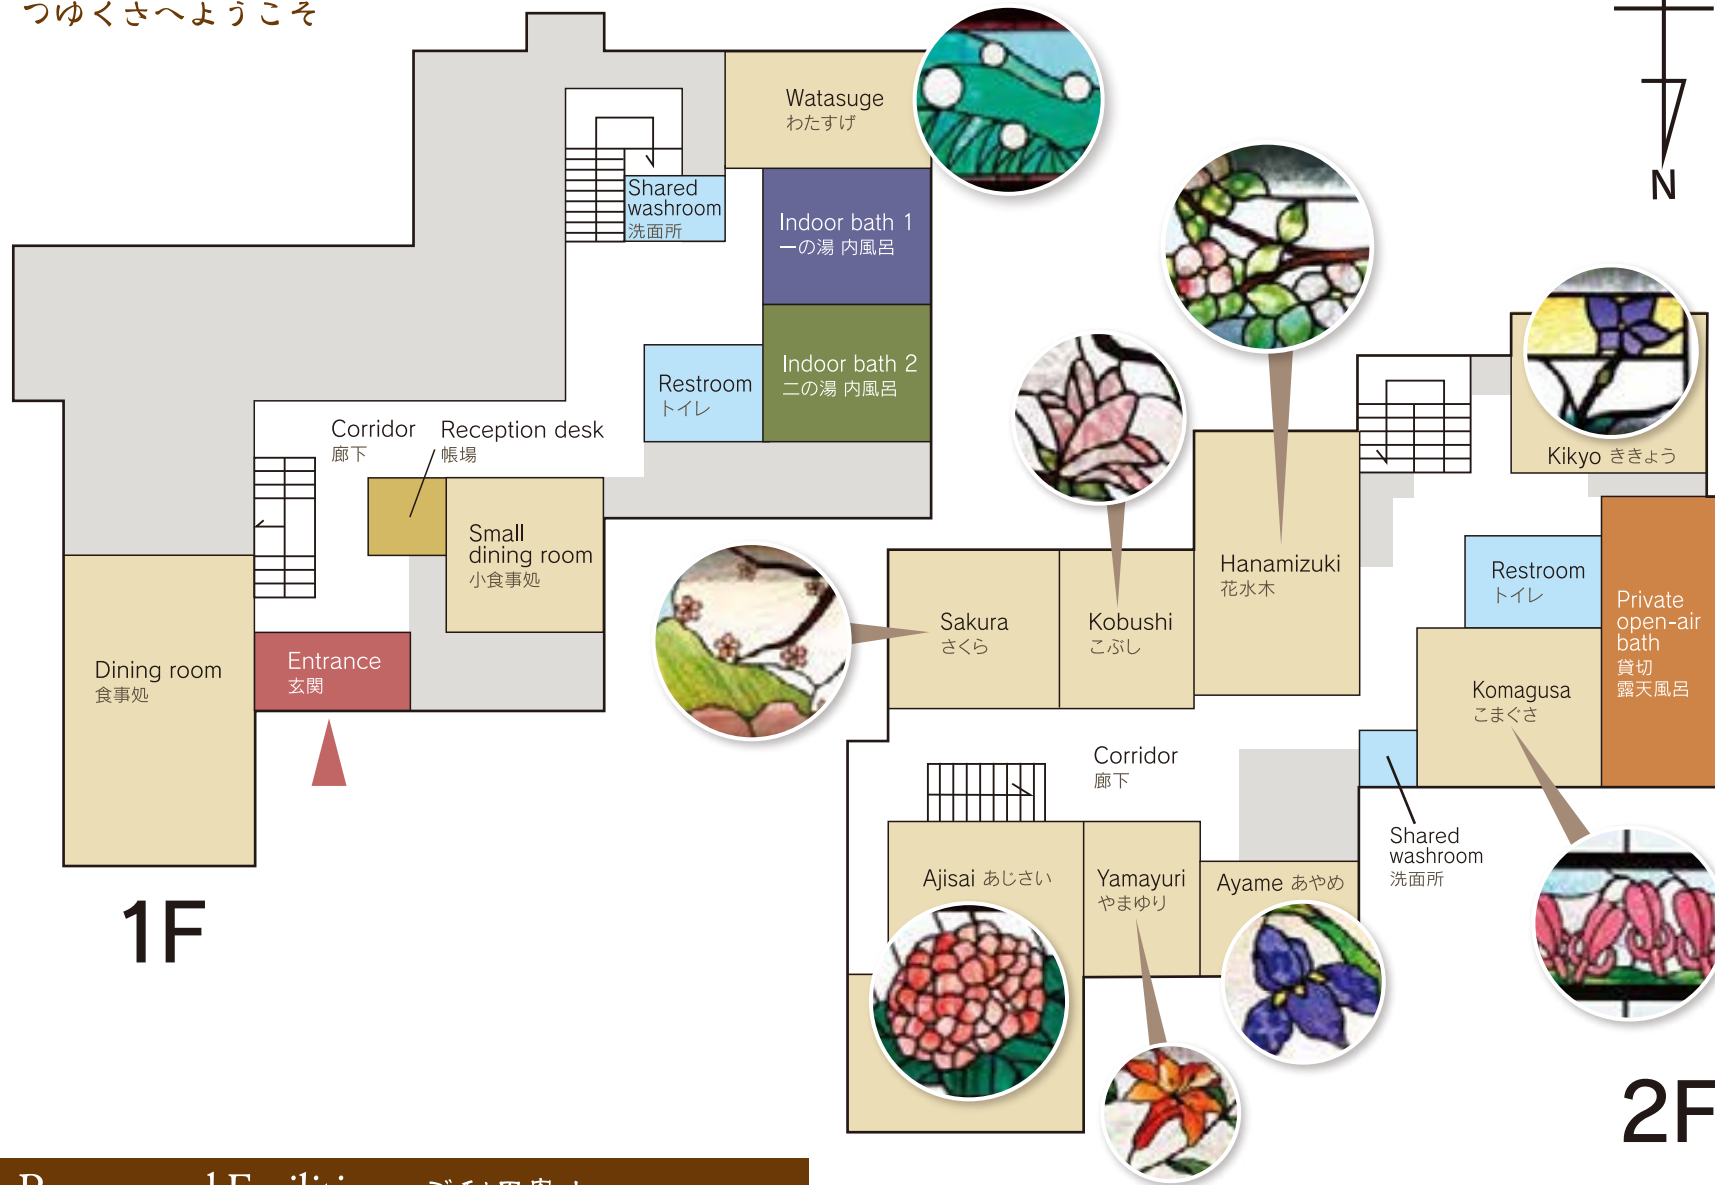 つゆくさへようこそ
N
Watasuge
わたすげ
Shared
washroom
洗面所
Indoor bath 1
一の湯 内風呂
Indoor bath 2
二の湯 内風呂
Restroom
トイレ
Corridor
廊下
Reception desk
帳場
Small
dining room
小食事処
Dining room
食事処
Entrance
玄関
1F
Kikyo ききょう
Hanamizuki
花水木
Sakura
さくら
Kobushi
こぶし
Restroom
トイレ
Private
open-air
bath
貸切
露天風呂
Komagusa
こまぐさ
Corridor
廊下
Shared
washroom
洗面所
Ajisai あじさい
Yamayuri
やまゆり
Ayame あやめ
2F